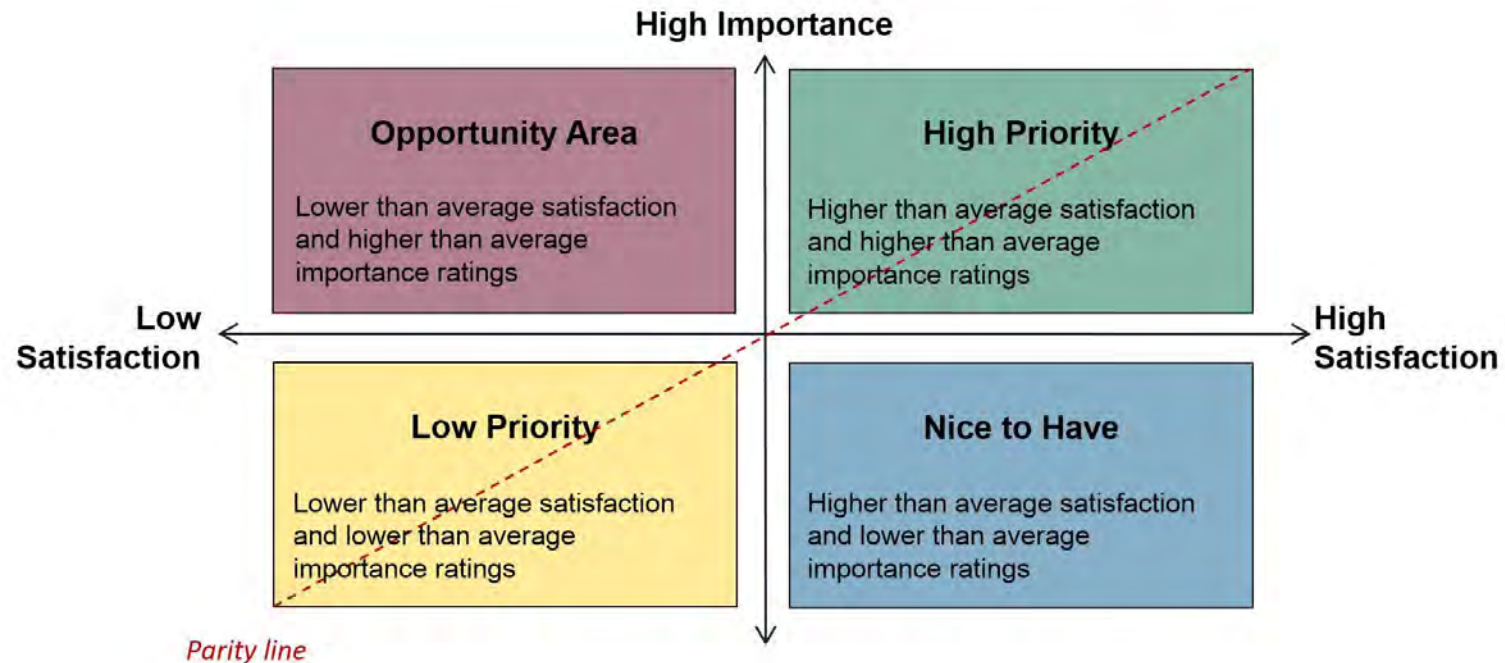 High Importance
Opportunity Area
Lower than average satisfaction
and higher than average
importance ratings
High Priority
Higher than average satisfaction
and higher than average
importance ratings
Low
Satisfaction
High
Satisfaction
Low Priority
Lower than average satisfaction
and lower than average
importance ratings
Nice to Have
Higher than average satisfaction
and lower than average
importance ratings
Parity line